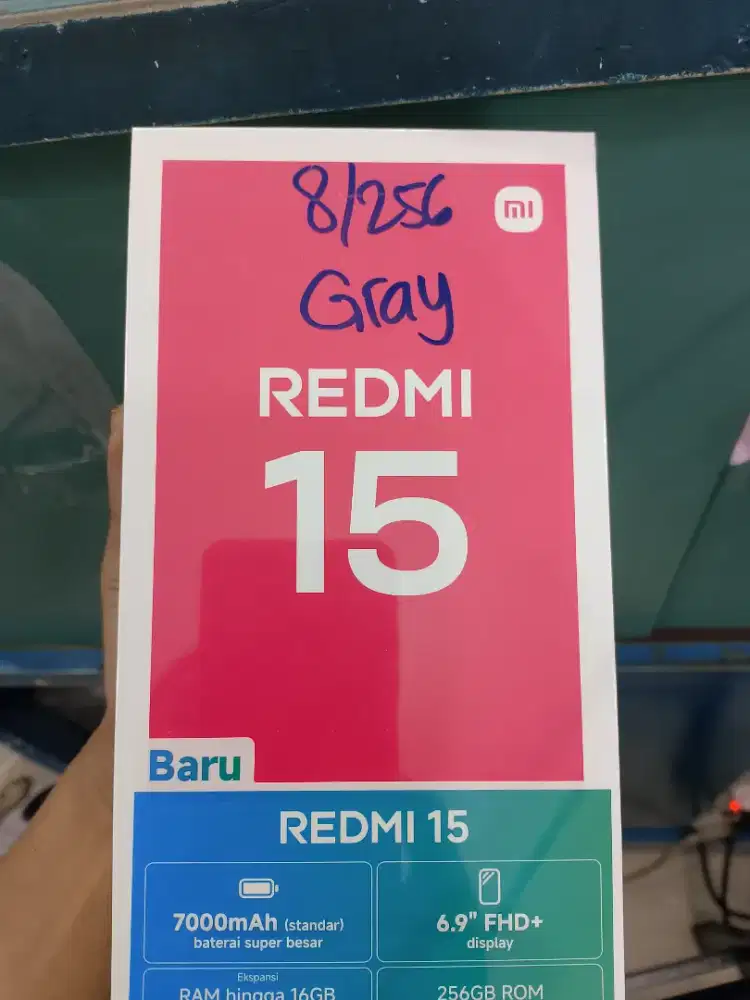 8/256
mi
Gray
REDMI
15
Baru
REDMI 15
7000mAh (standar)
baterai super besar
6.9" FHD+
display
Ekspansi
RAM hingga 16GB
256GB ROM